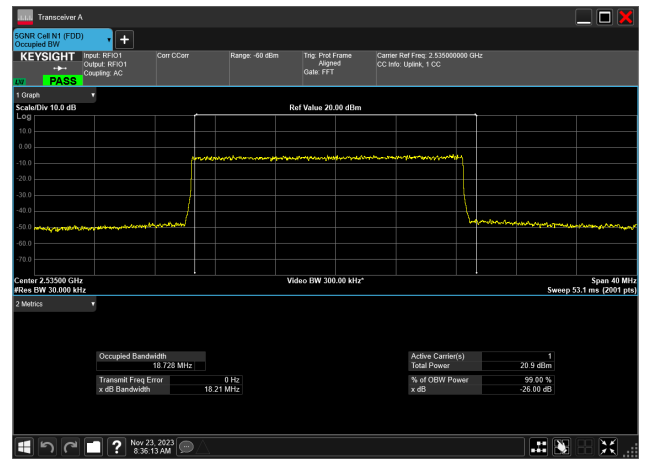 Transceiver A
5GNR Cell N1 (FDD)
Occupied BW
KEYSIGHT
LW PASS
Input: RFIO1
Output: RFIO1
Coupling: AC
Corr CCorr
Range: -60 dBm
Trig: Prot Frame
Aligned
Gate: FFT
Carrier Ref Freq: 2.535000000 GHz
CC Info: Uplink, 1 CC
1 Graph
Scale/Div 10.0 dB
Ref Value 20.00 dBm
Log
10.0
0.00
-10.0
-20.0
-30.0
-40.0
-50.0
-60.0
-70.0
Center 2.53500 GHz
Video BW 300.00 kHz*
Span 40 MHz
#Res BW 30.000 kHz
Sweep 53.1 ms (2001 pts)
2 Metrics
Occupied Bandwidth
18.728 MHz
Transmit Freq Error 0 Hz
x dB Bandwidth 18.21 MHz
Active Carrier(s) 1
Total Power 20.9 dBm
% of OBW Power 99.00 %
x dB -26.00 dB
Nov 23, 2023
8:36:13 AM